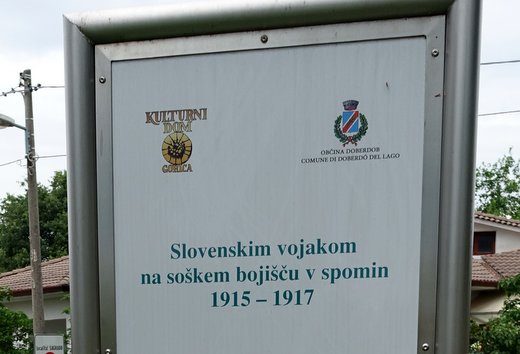 KULTURNI
DOM
GORICA
OBČINA DOBERDOB
COMUNE DI DOBERDÒ DEL LAGO
Slovenskim vojakom
na soškem bojišču v spomin
1915 – 1917